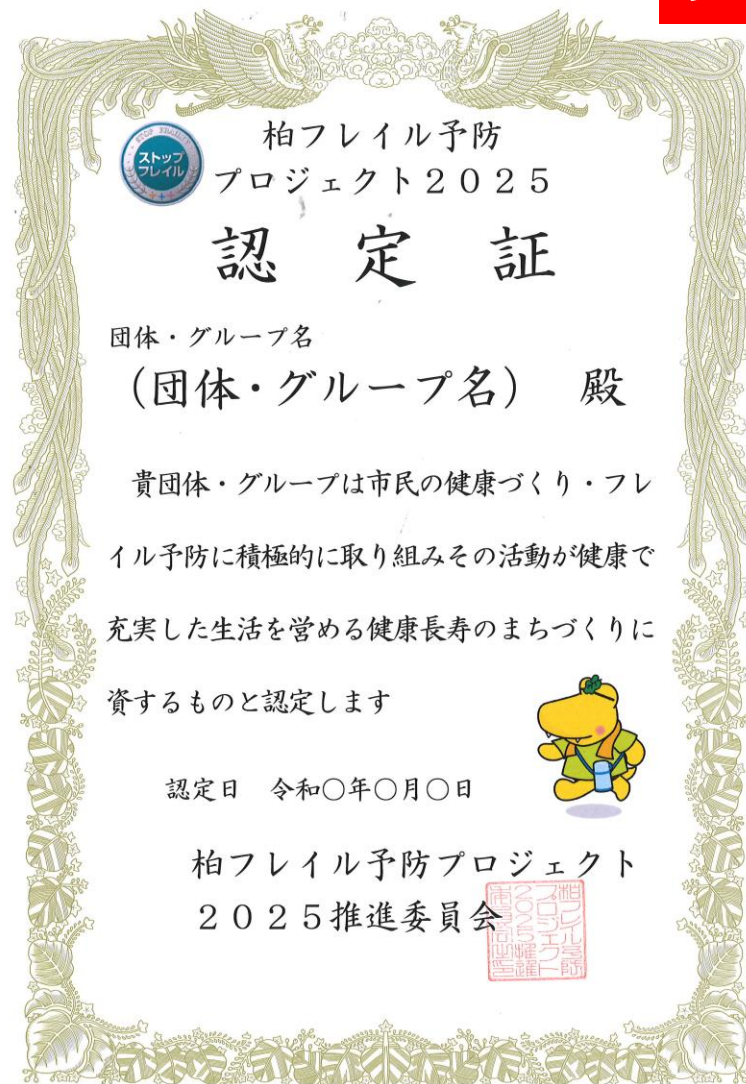 柏フレイル予防
プロジェクト２０２５
STOP FRAILTY
ストップ
フレイル
認定証
団体・グループ名
（団体・グループ名）　殿
貴団体・グループは市民の健康づくり・フレ
イル予防に積極的に取り組みその活動が健康で
充実した生活を営める健康長寿のまちづくりに
資するものと認定します
認定日　令和〇年〇月〇日
柏フレイル予防プロジェクト
２０２５推進委員会